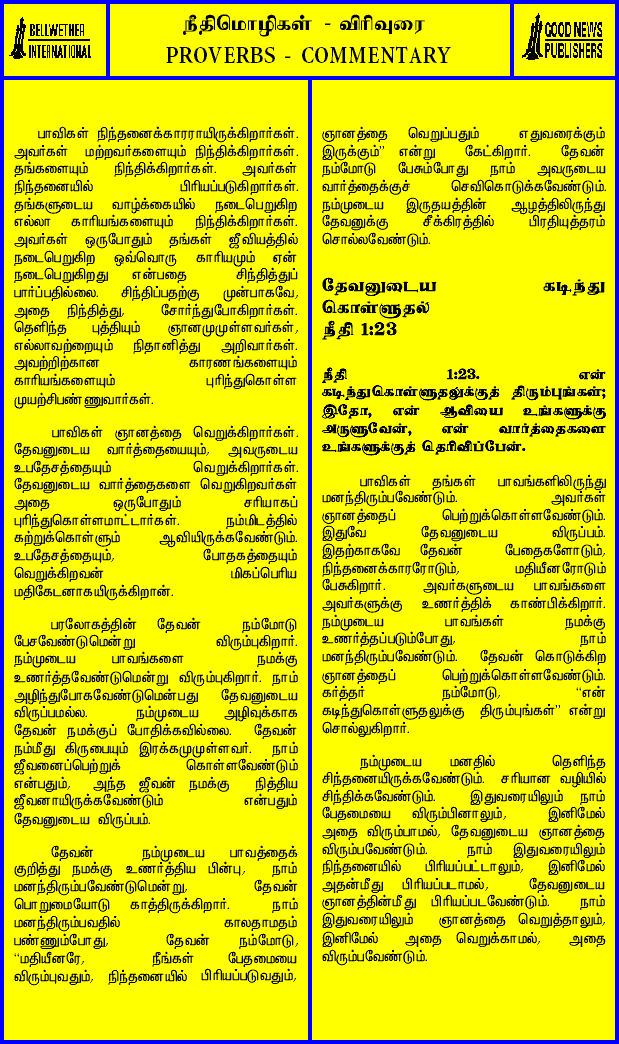 BELLWETHER
INTERNATIONAL
நீதிமொழிகள் - விரிவுரை
PROVERBS - COMMENTARY
GOOD NEWS
PUBLISHERS
பாவிகள் நிந்தனைக்காரராயிருக்கிறார்கள்.
அவர்கள் மற்றவர்களையும் நிந்திக்கிறார்கள்.
தங்களையும் நிந்திக்கிறார்கள். அவர்கள்
நிந்தனையில் பிரியப்படுகிறார்கள்.
தங்களுடைய வாழ்க்கையில் நடைபெறுகிற
எல்லா காரியங்களையும் நிந்திக்கிறார்கள்.
அவர்கள் ஒருபோதும் தங்கள் ஜீவியத்தில்
நடைபெறுகிற ஒவ்வொரு காரியமும் ஏன்
நடைபெறுகிறது என்பதை சிந்தித்துப்
பார்ப்பதில்லை. சிந்திப்பதற்கு முன்பாகவே,
அதை நிந்தித்து, சோர்ந்துபோகிறார்கள்.
தெளிந்த புத்தியும் ஞானமுமுள்ளவர்கள்,
எல்லாவற்றையும் நிதானித்து அறிவார்கள்.
அவற்றிற்கான காரணங்களையும்
காரியங்களையும் புரிந்துகொள்ள
முயற்சிபண்ணுவார்கள்.
பாவிகள் ஞானத்தை வெறுக்கிறார்கள்.
தேவனுடைய வார்த்தையையும், அவருடைய
உபதேசத்தையும் வெறுக்கிறார்கள்.
தேவனுடைய வார்த்தைகளை வெறுகிறவர்கள்
அதை ஒருபோதும் சரியாகப்
புரிந்துகொள்ளமாட்டார்கள். நம்மிடத்தில்
கற்றுக்கொள்ளும் ஆவியிருக்கவேண்டும்.
உபதேசத்தையும், போதகத்தையும்
வெறுக்கிறவன் மிகப்பெரிய
மதிகேடனாகயிருக்கிறான்.
பரலோகத்தின் தேவன் நம்மோடு
பேசவேண்டுமென்று விரும்புகிறார்.
நம்முடைய பாவங்களை நமக்கு
உணர்த்தவேண்டுமென்று விரும்புகிறார். நாம்
அழிந்துபோகவேண்டுமென்பது தேவனுடைய
விருப்பமல்ல. நம்முடைய அழிவுக்காக
தேவன் நமக்குப் போதிக்கவில்லை. தேவன்
நம்மீது கிருபையும் இரக்கமுமுள்ளவர். நாம்
ஜீவனைப்பெற்றுக் கொள்ளவேண்டும்
என்பதும், அந்த ஜீவன் நமக்கு நித்திய
ஜீவனாயிருக்கவேண்டும் என்பதும்
தேவனுடைய விருப்பம்.
தேவன் நம்முடைய பாவத்தைக்
குறித்து நமக்கு உணர்த்திய பின்பு, நாம்
மனந்திரும்பவேண்டுமென்று, தேவன்
பொறுமையோடு காத்திருக்கிறார். நாம்
மனந்திரும்பவதில் காலதாமதம்
பண்ணும்போது, தேவன் நம்மோடு,
“மதியீனரே, நீங்கள் பேதமையை
விரும்புவதும், நிந்தனையில் பிரியப்படுவதும்,
ஞானத்தை வெறுப்பதும் எதுவரைக்கும்
இருக்கும்” என்று கேட்கிறார். தேவன்
நம்மோடு பேசும்போது நாம் அவருடைய
வார்த்தைக்குச் செவிகொடுக்கவேண்டும்.
நம்முடைய இருதயத்தின் ஆழத்திலிருந்து
தேவனுக்கு சீக்கிரத்தில் பிரதியுத்தரம்
சொல்லவேண்டும்.
தேவனுடைய கடிந்து
கொள்ளுதல்
நீதி 1:23
நீதி 1:23. என்
கடிந்துகொள்ளுதலுக்குத் திரும்புங்கள்;
இதோ, என் ஆவியை உங்களுக்கு
அருளுவேன், என் வார்த்தைகளை
உங்களுக்குத் தெரிவிப்பேன்.
பாவிகள் தங்கள் பாவங்களிலிருந்து
மனந்திரும்பவேண்டும். அவர்கள்
ஞானத்தைப் பெற்றுக்கொள்ளவேண்டும்.
இதுவே தேவனுடைய விருப்பம்.
இதற்காகவே தேவன் பேதைகளோடும்,
நிந்தனைக்காரரோடும், மதியீனரோடும்
பேசுகிறார். அவர்களுடைய பாவங்களை
அவர்களுக்கு உணர்த்திக் காண்பிக்கிறார்.
நம்முடைய பாவங்கள் நமக்கு
உணர்த்தப்படும்போது, நாம்
மனந்திரும்பவேண்டும். தேவன் கொடுக்கிற
ஞானத்தைப் பெற்றுக்கொள்ளவேண்டும்.
கர்த்தர் நம்மோடு, “என்
கடிந்துகொள்ளுதலுக்கு திரும்புங்கள்” என்று
சொல்லுகிறார்.
நம்முடைய மனதில் தெளிந்த
சிந்தனையிருக்கவேண்டும். சரியான வழியில்
சிந்திக்கவேண்டும். இதுவரையிலும் நாம்
பேதமையை விரும்பினாலும், இனிமேல்
அதை விரும்பாமல், தேவனுடைய ஞானத்தை
விரும்பவேண்டும். நாம் இதுவரையிலும்
நிந்தனையில் பிரியப்பட்டாலும், இனிமேல்
அதன்மீது பிரியப்படாமல், தேவனுடைய
ஞானத்தின்மீது பிரியப்படவேண்டும். நாம்
இதுவரையிலும் ஞானத்தை வெறுத்தாலும்,
இனிமேல் அதை வெறுக்காமல், அதை
விரும்பவேண்டும்.